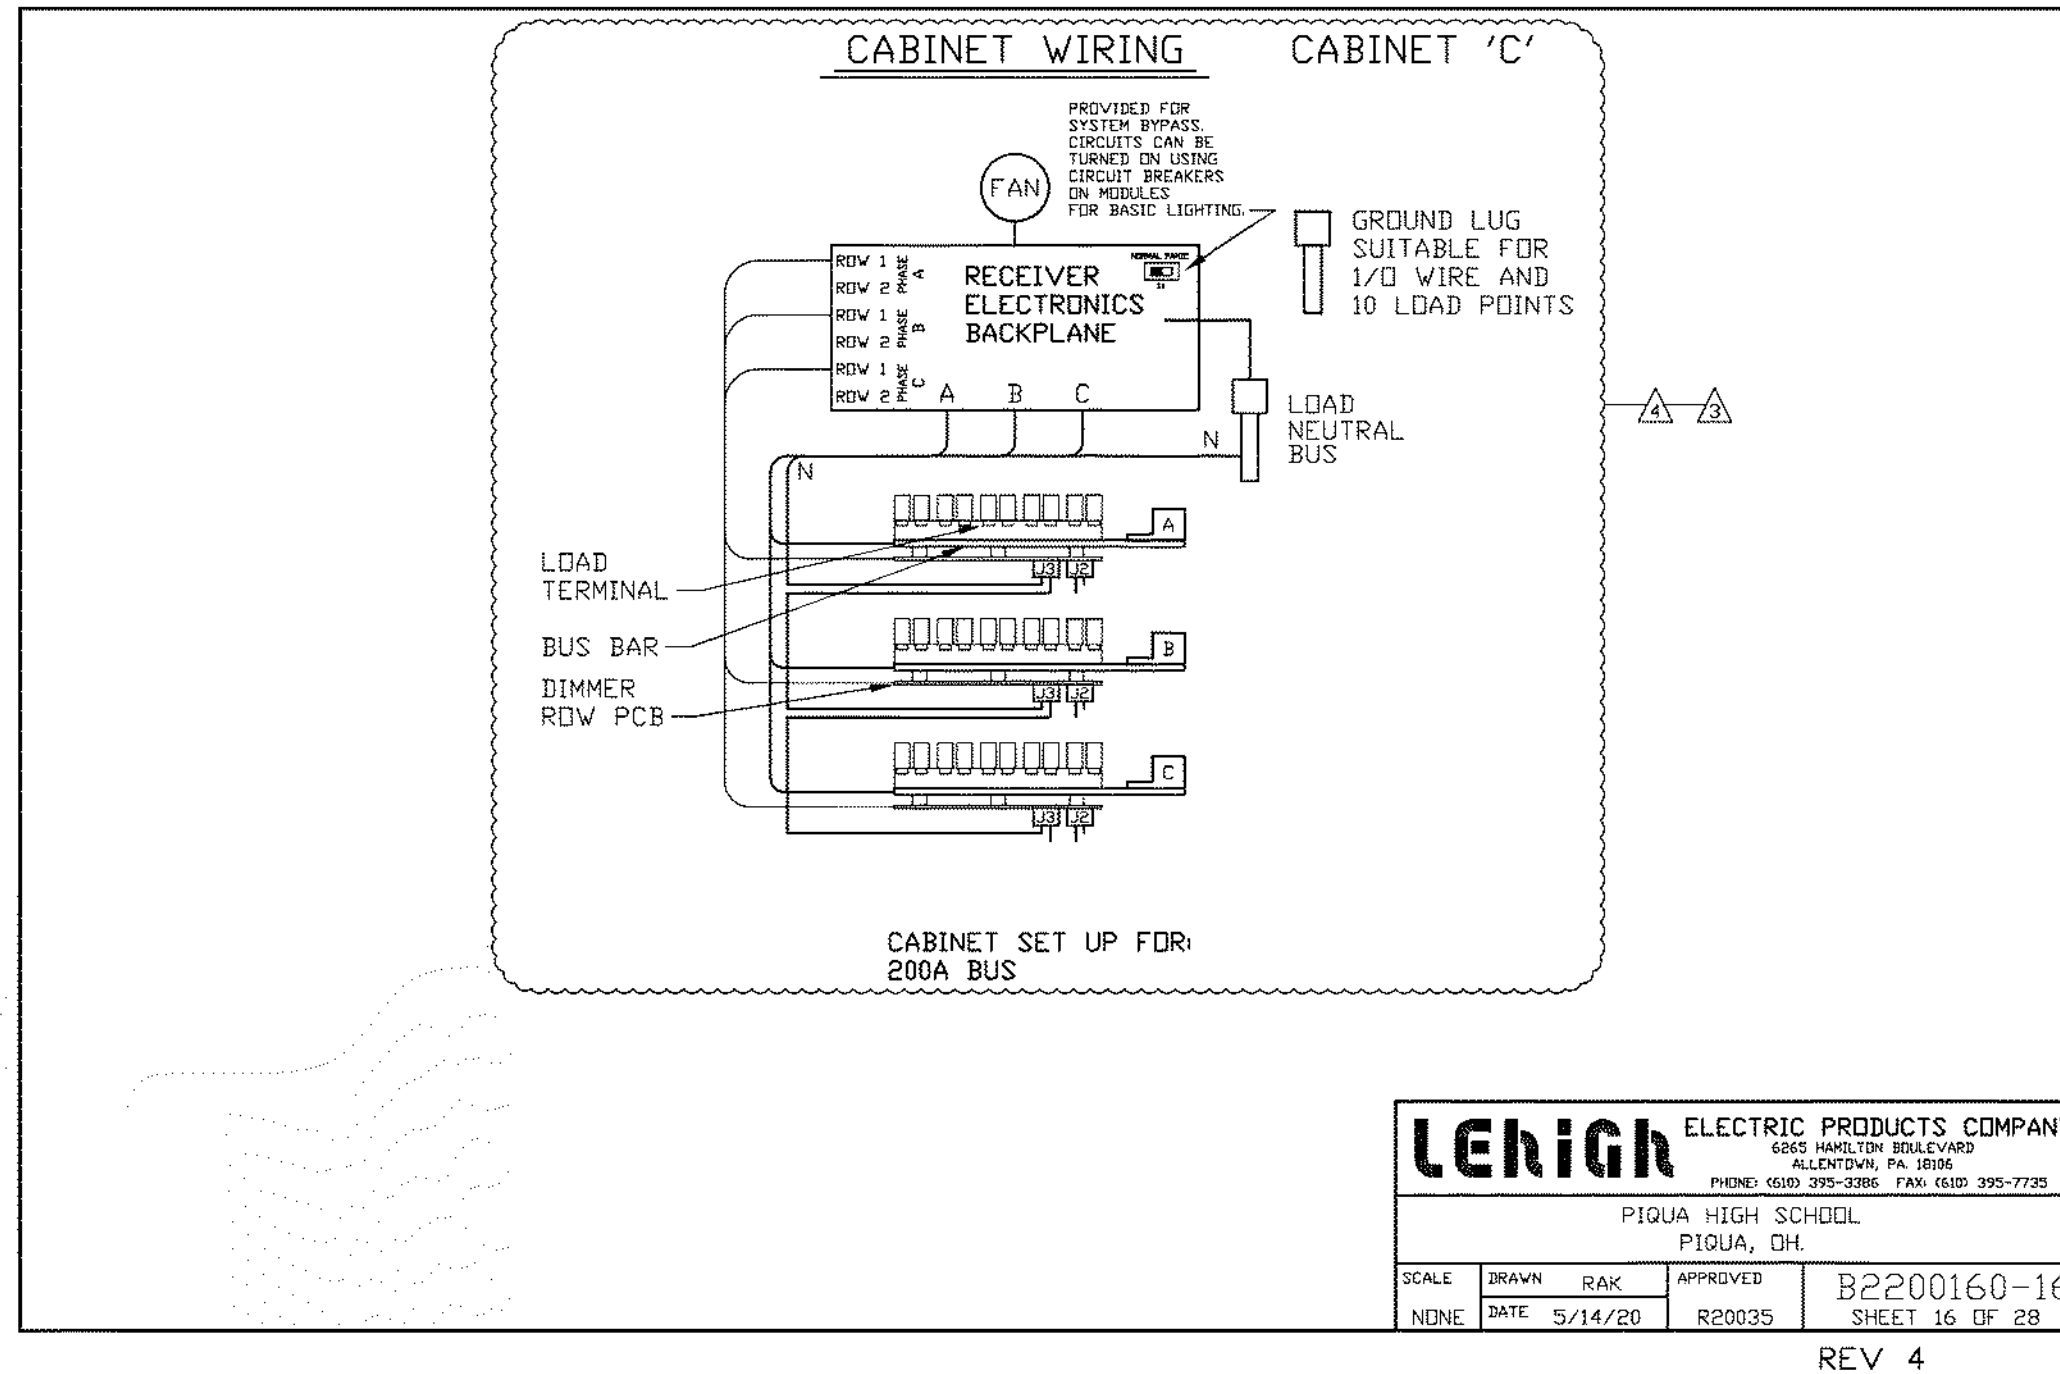 CABINET WIRING CABINET 'C'
PROVIDED FOR
SYSTEM BYPASS.
CIRCUITS CAN BE
TURNED ON USING
CIRCUIT BREAKERS
ON MODULES
FOR BASIC LIGHTING.
FAN
GROUND LUG
SUITABLE FOR
1/0 WIRE AND
10 LOAD POINTS
ROW 1
ROW 2
PHASE
A
ROW 1
ROW 2
PHASE
B
ROW 1
ROW 2
PHASE
C
RECEIVER
ELECTRONICS
BACKPLANE
NORMAL PANIC
A B C
LOAD
NEUTRAL
BUS
4 3
N
N
A
J3 J2
LOAD
TERMINAL
BUS BAR
B
DIMMER
ROW PCB
J3 J2
C
J3 J2
CABINET SET UP FOR:
200A BUS
LEhiGh
ELECTRIC PRODUCTS COMPAN
6265 HAMILTON BOULEVARD
ALLENTOWN, PA. 18106
PHONE: (610) 395-3386 FAX: (610) 395-7735
PIQUA HIGH SCHOOL
PIQUA, OH.
SCALE
NONE
DRAWN RAK
DATE 5/14/20
APPROVED
R20035
B2200160-16
SHEET 16 OF 28
REV 4